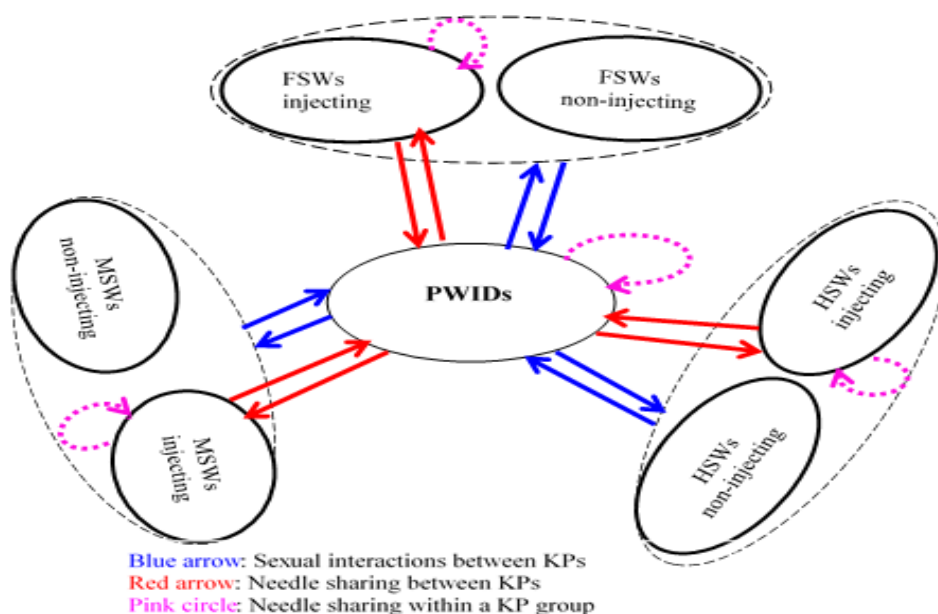 FSWs
injecting
FSWs
non-injecting
MSWs
non-injecting
PWIDs
HSWs
injecting
MSWs
injecting
HSWs
non-injecting
Blue arrow: Sexual interactions between KPs
Red arrow: Needle sharing between KPs
Pink circle: Needle sharing within a KP group